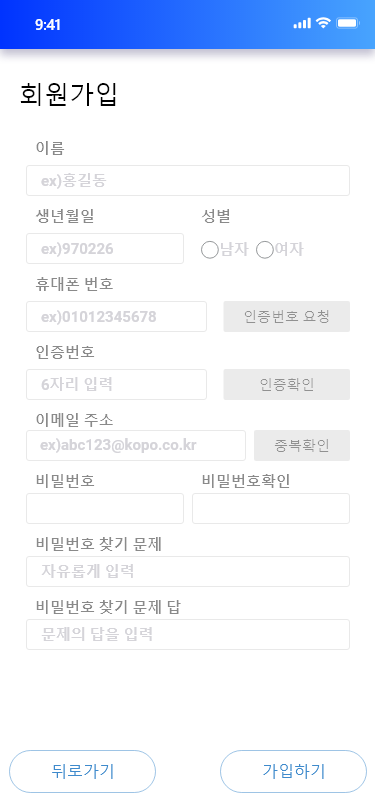 9:41
회원가입
이름
ex)홍길동
생년월일 성별
ex)970226 남자 여자
휴대폰 번호
ex)01012345678 인증번호 요청
인증번호
6자리 입력 인증확인
이메일 주소
ex)abc123@kopo.co.kr 중복확인
비밀번호 비밀번호확인
비밀번호 찾기 문제
자유롭게 입력
비밀번호 찾기 문제 답
문제의 답을 입력
뒤로가기 가입하기